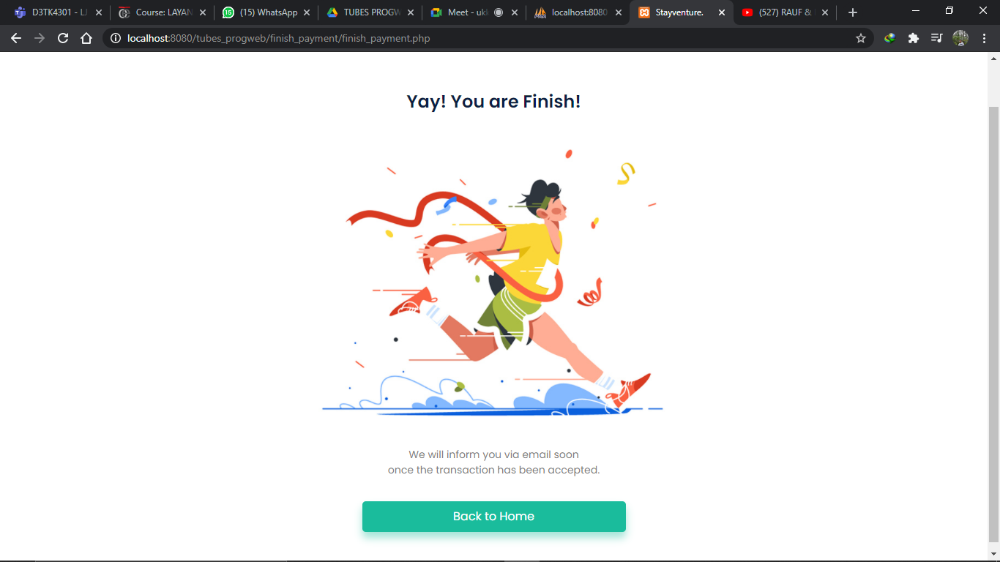 D3TK4301 - LJ
Course: LAYAN
(15) WhatsApp
TUBES PROGW
Meet - uk
localhost:8080
Stayventure.
(527) RAUF &
localhost:8080/tubes_progweb/finish_payment/finish_payment.php
Yay! You are Finish!
We will inform you via email soon
once the transaction has been accepted.
Back to Home